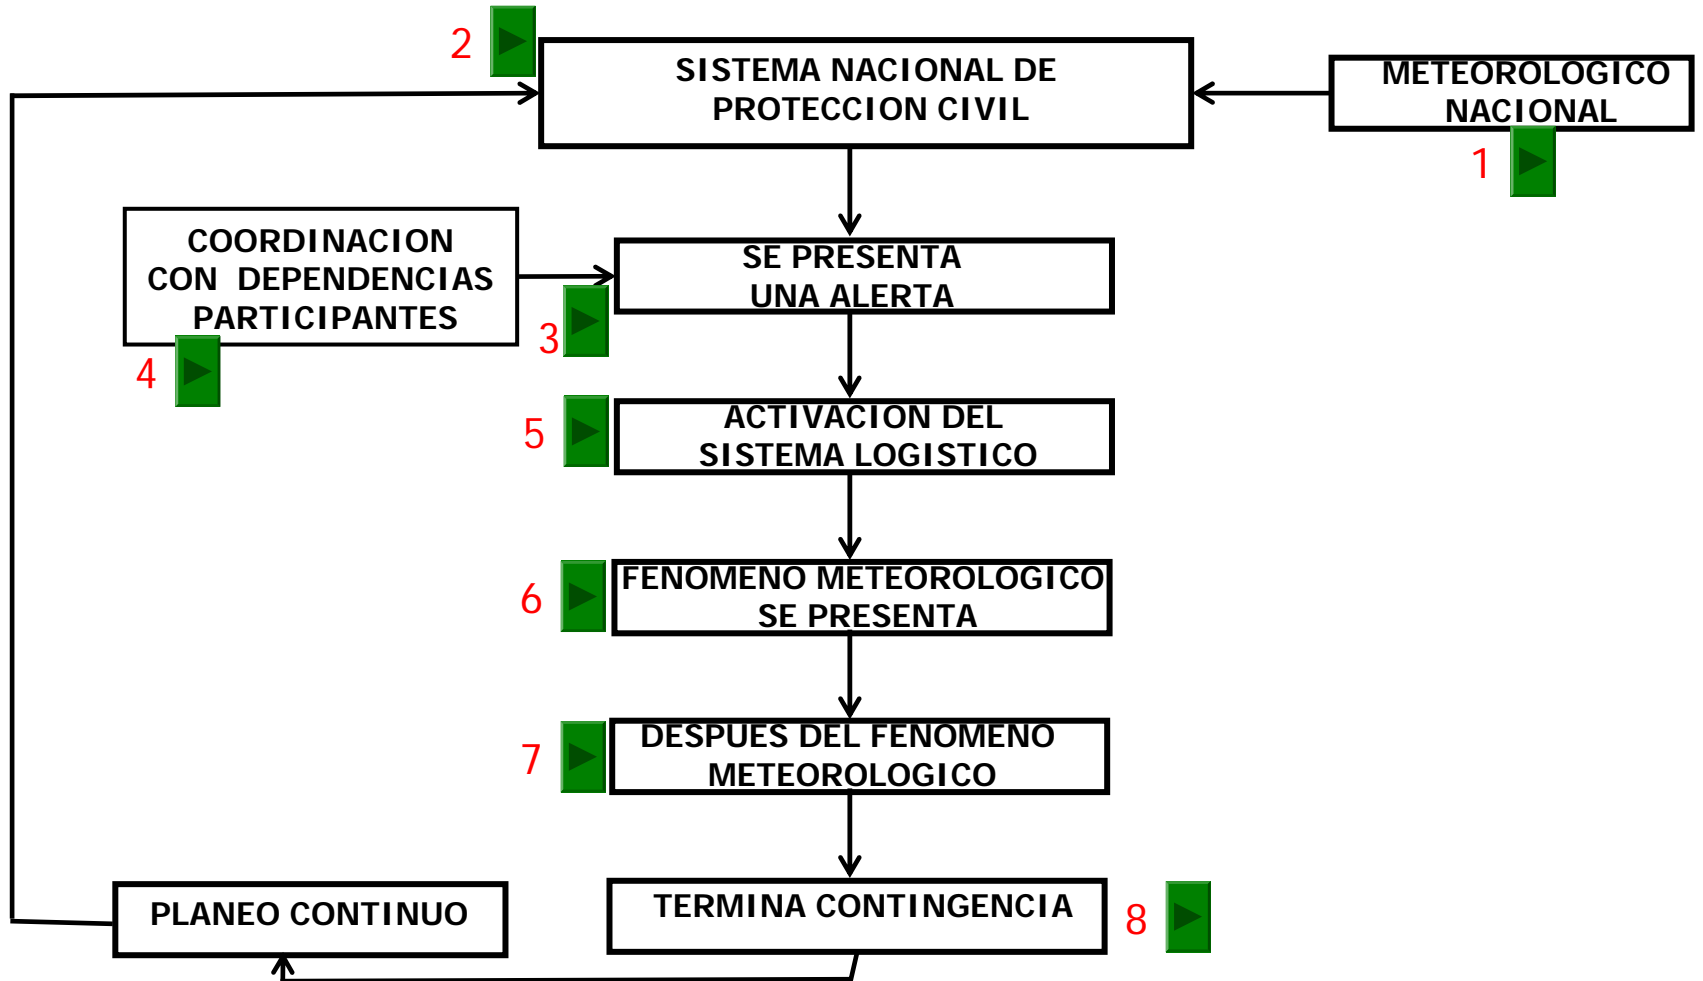 2
SISTEMA NACIONAL DE
PROTECCION CIVIL
METEOROLOGICO
NACIONAL
1
COORDINACION
CON DEPENDENCIAS
PARTICIPANTES
4
SE PRESENTA
UNA ALERTA
3
5
ACTIVACION DEL
SISTEMA LOGISTICO
6
FENOMENO METEOROLOGICO
SE PRESENTA
7
DESPUES DEL FENOMENO
METEOROLOGICO
PLANEO CONTINUO
TERMINA CONTINGENCIA
8